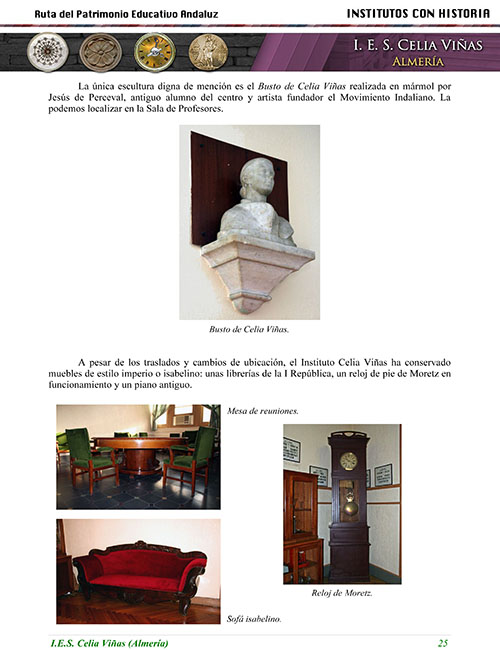 Ruta del Patrimonio Educativo Andaluz
INSTITUTOS CON HISTORIA
I. E. S. CELIA VIÑAS
ALMERÍA
La única escultura digna de mención es el Busto de Celia Viñas realizada en mármol por
Jesús de Perceval, antiguo alumno del centro y artista fundador el Movimiento Indaliano. La
podemos localizar en la Sala de Profesores.
Busto de Celia Viñas.
A pesar de los traslados y cambios de ubicación, el Instituto Celia Viñas ha conservado
muebles de estilo imperio o isabelino: unas librerías de la I República, un reloj de pie de Moretz en
funcionamiento y un piano antiguo.
Mesa de reuniones.
Reloj de Moretz.
Sofá isabelino.
I.E.S. Celia Viñas (Almería)
25